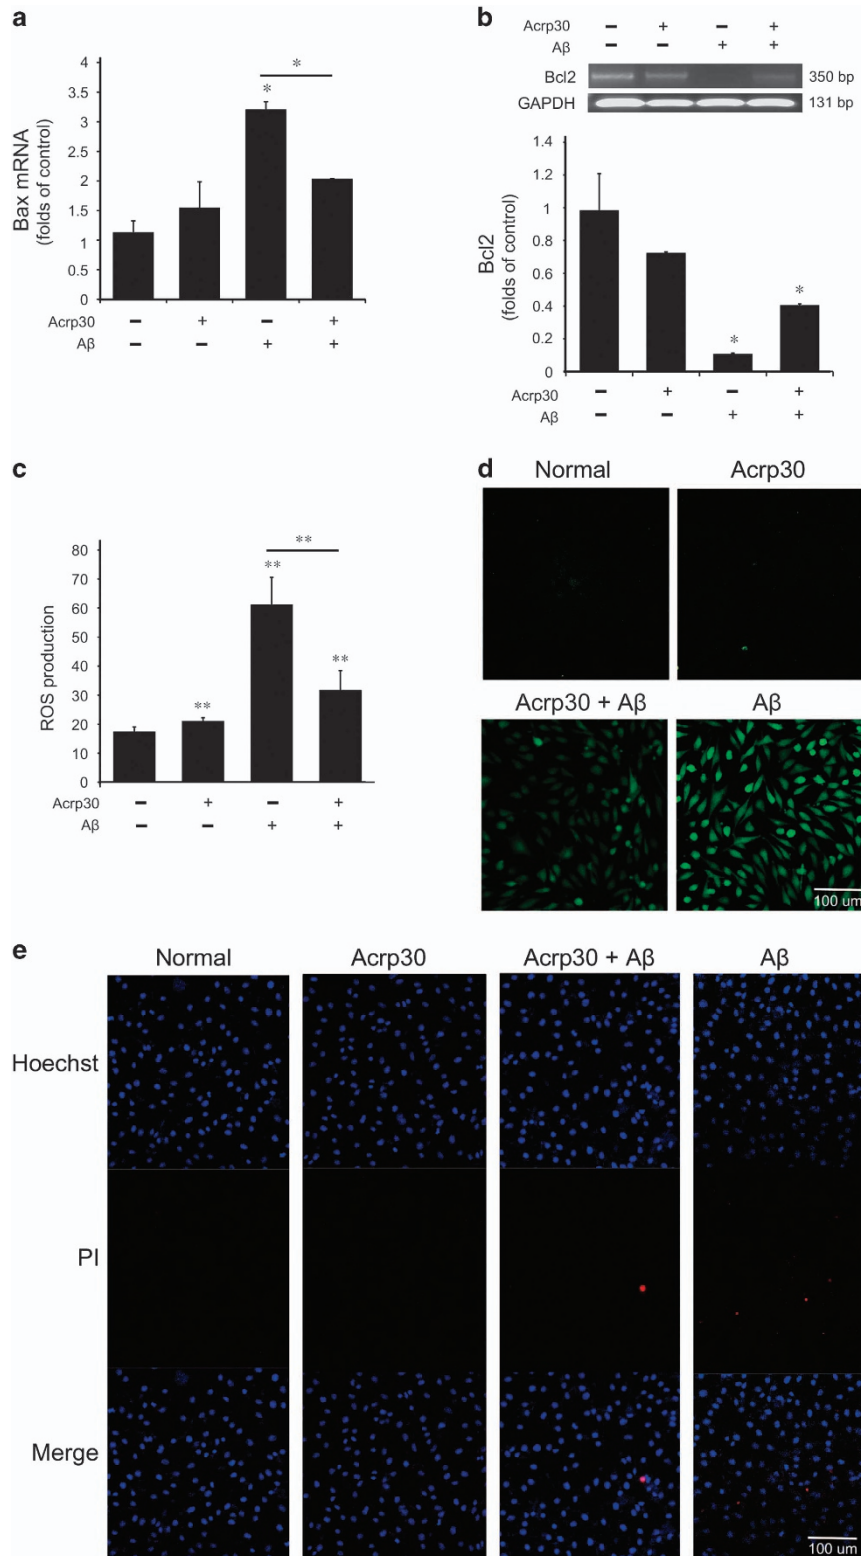 a
*
*
4
3.5
3
2.5
2
1.5
1
0.5
0
Bax mRNA
(folds of control)
Acrp30 – + – +
Aβ – – + +
b
Acrp30 – + – +
Aβ – – + +
Bcl2 350 bp
GAPDH 131 bp
1.4
1.2
1
0.8
0.6
0.4
0.2
0
Bcl2
(folds of control)
*
*
Acrp30 – + – +
Aβ – – + +
c
80
70
60
50
40
30
20
10
0
ROS production
**
**
**
**
Acrp30 – + – +
Aβ – – + +
d
Normal Acrp30
Acrp30 + Aβ Aβ
100 um
e
Normal Acrp30 Acrp30 + Aβ Aβ
Hoechst
PI
Merge
100 um